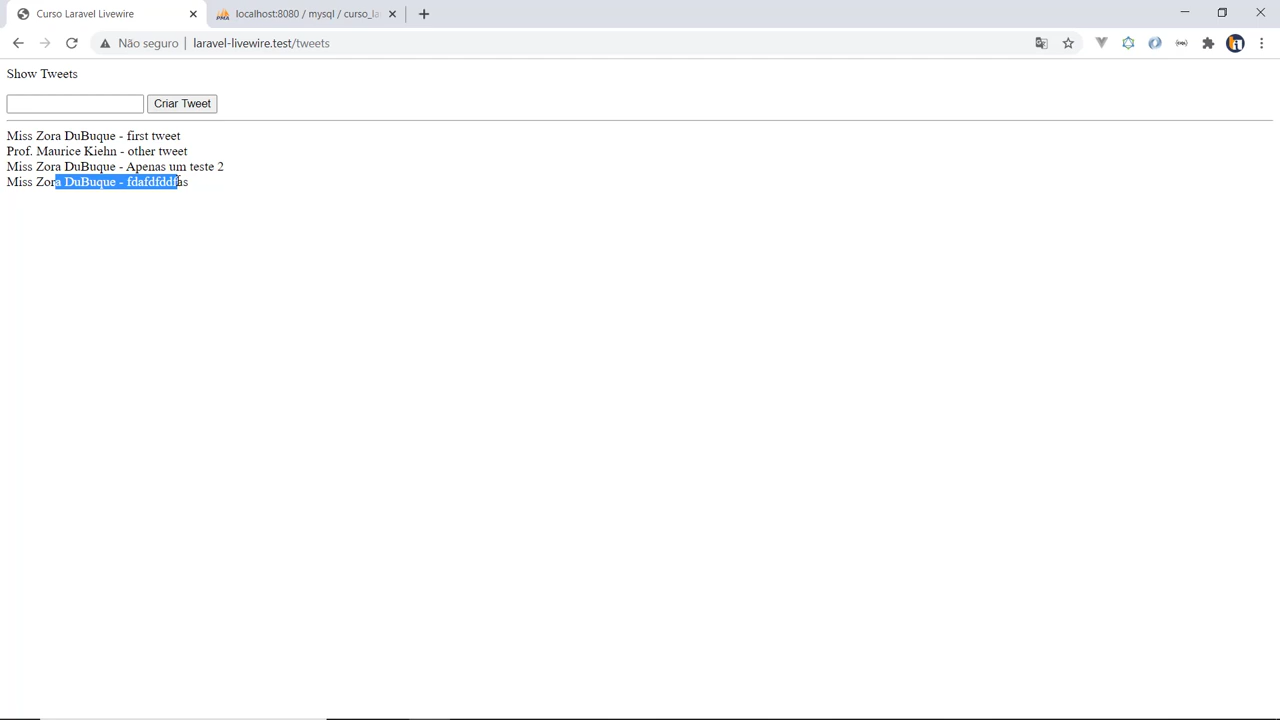 Curso Laravel Livewire
localhost:8080 / mysql / curso_la
Não seguro
laravel-livewire.test/tweets
Show Tweets
Criar Tweet
Miss Zora DuBuque - first tweet
Prof. Maurice Kiehn - other tweet
Miss Zora DuBuque - Apenas um teste 2
Miss Zora DuBuque - fdafdfddfas